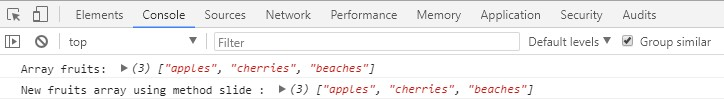 Elements Console Sources Network Performance Memory Application Security Audits
top Filter Default levels Group similar
Array fruits: (3) ["apples", "cherries", "beaches"]
New fruits array using method slide : (3) ["apples", "cherries", "beaches"]